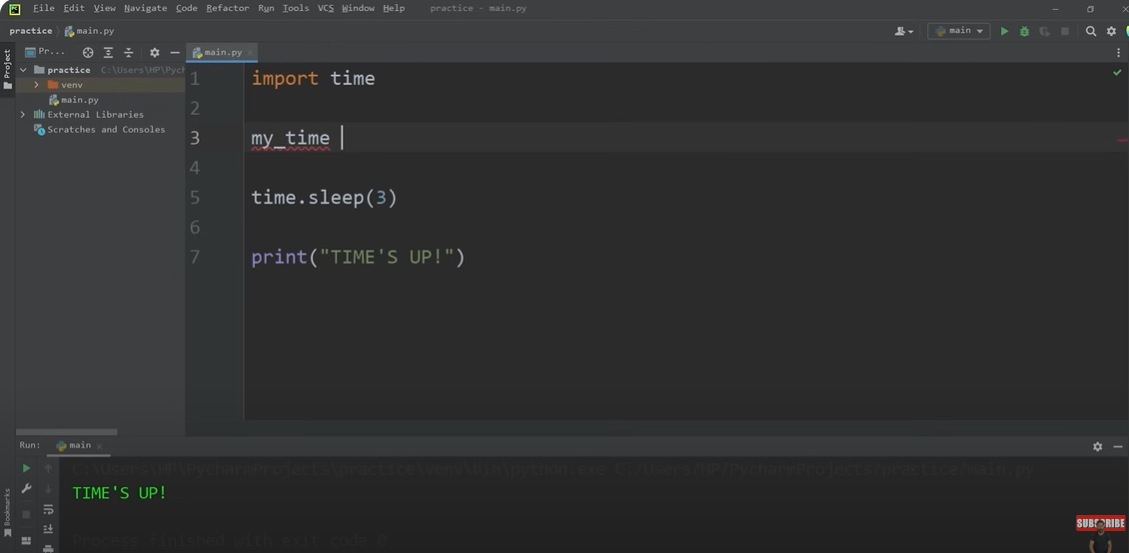 File Edit View Navigate Code Refactor Run Tools VCS Window Help practice - main.py
practice main.py main
Project
Pr... main.py
practice C:\Users\HP\Pycharm
venv
main.py
External Libraries
Scratches and Consoles
1 import time
2
3 my_time
4
5 time.sleep(3)
6
7 print("TIME'S UP!")
Run: main
C:\Users\HP\PycharmProjects\practice\venv\Scripts\python.exe C:/Users/HP/PycharmProjects/practice/main.py
TIME'S UP!
Process finished with exit code 0
Bookmarks
SUBSCRIBE